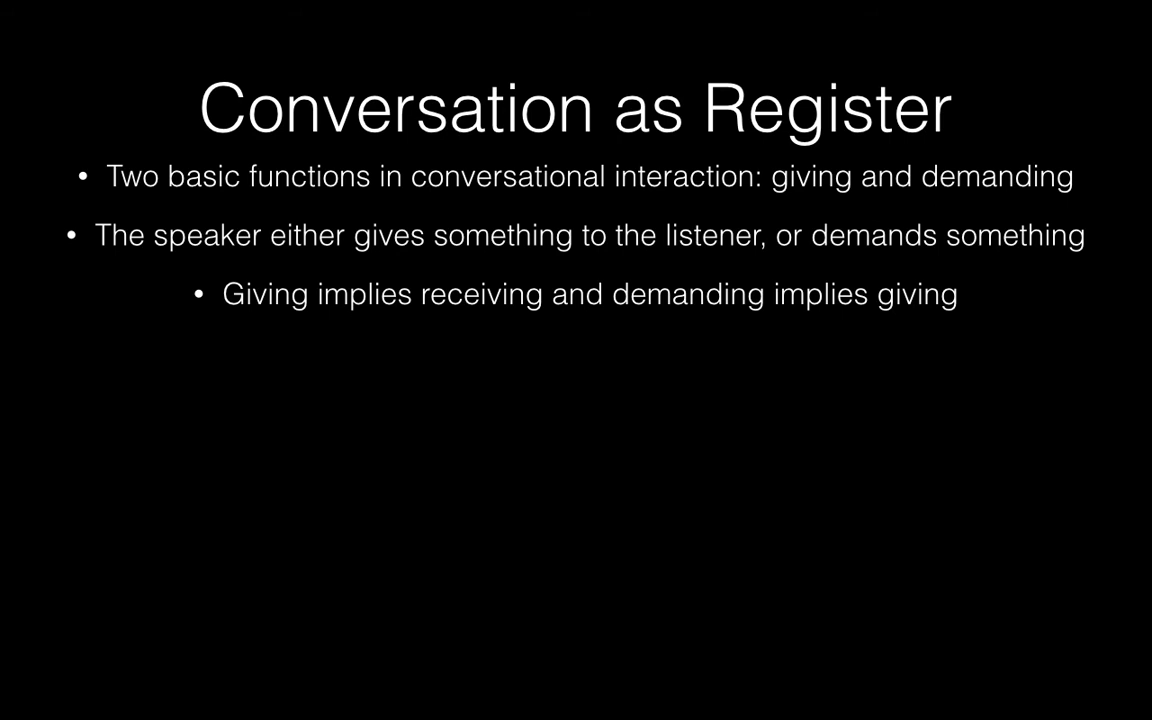 Conversation as Register
• Two basic functions in conversational interaction: giving and demanding
• The speaker either gives something to the listener, or demands something
• Giving implies receiving and demanding implies giving